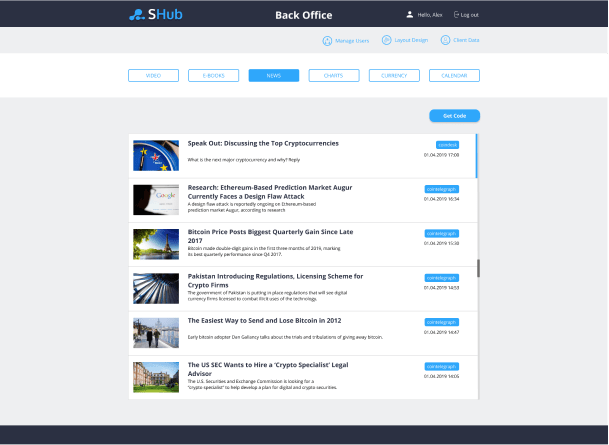 SHub
Back Office
Hello, Alex
Log out
Manage Users
Layout Design
Client Data
VIDEO
E-BOOKS
NEWS
CHARTS
CURRENCY
CALENDAR
Get Code
Speak Out: Discussing the Top Cryptocurrencies
What is the next major cryptocurrency and why? Reply
01.04.2019 17:00
Google
Research: Ethereum-Based Prediction Market Augur
Currently Faces a Design Flaw Attack
A design flaw attack is reportedly ongoing on Ethereum-based
prediction market Augur, according to research
cointelegraph
01.04.2019 16:34
Bitcoin Price Posts Biggest Quarterly Gain Since Late
2017
Bitcoin made double-digit gains in the first three months of 2019, marking
its best quarterly performance since Q4 2017.
cointelegraph
01.04.2019 15:30
Pakistan Introducing Regulations, Licensing Scheme for
Crypto Firms
The government of Pakistan is putting in place regulations that will see digital
currency firms licensed to combat illicit uses of the technology.
cointelegraph
01.04.2019 14:53
The Easiest Way to Send and Lose Bitcoin in 2012
Early bitcoin adopter Dan Gallancy talks about the trials and tribulations of giving away bitcoin.
cointelegraph
01.04.2019 14:47
The US SEC Wants to Hire a 'Crypto Specialist' Legal
Advisor
The U.S. Securities and Exchange Commission is looking for a
"crypto specialist" to help develop a plan for digital and crypto securities.
cointelegraph
01.04.2019 14:05